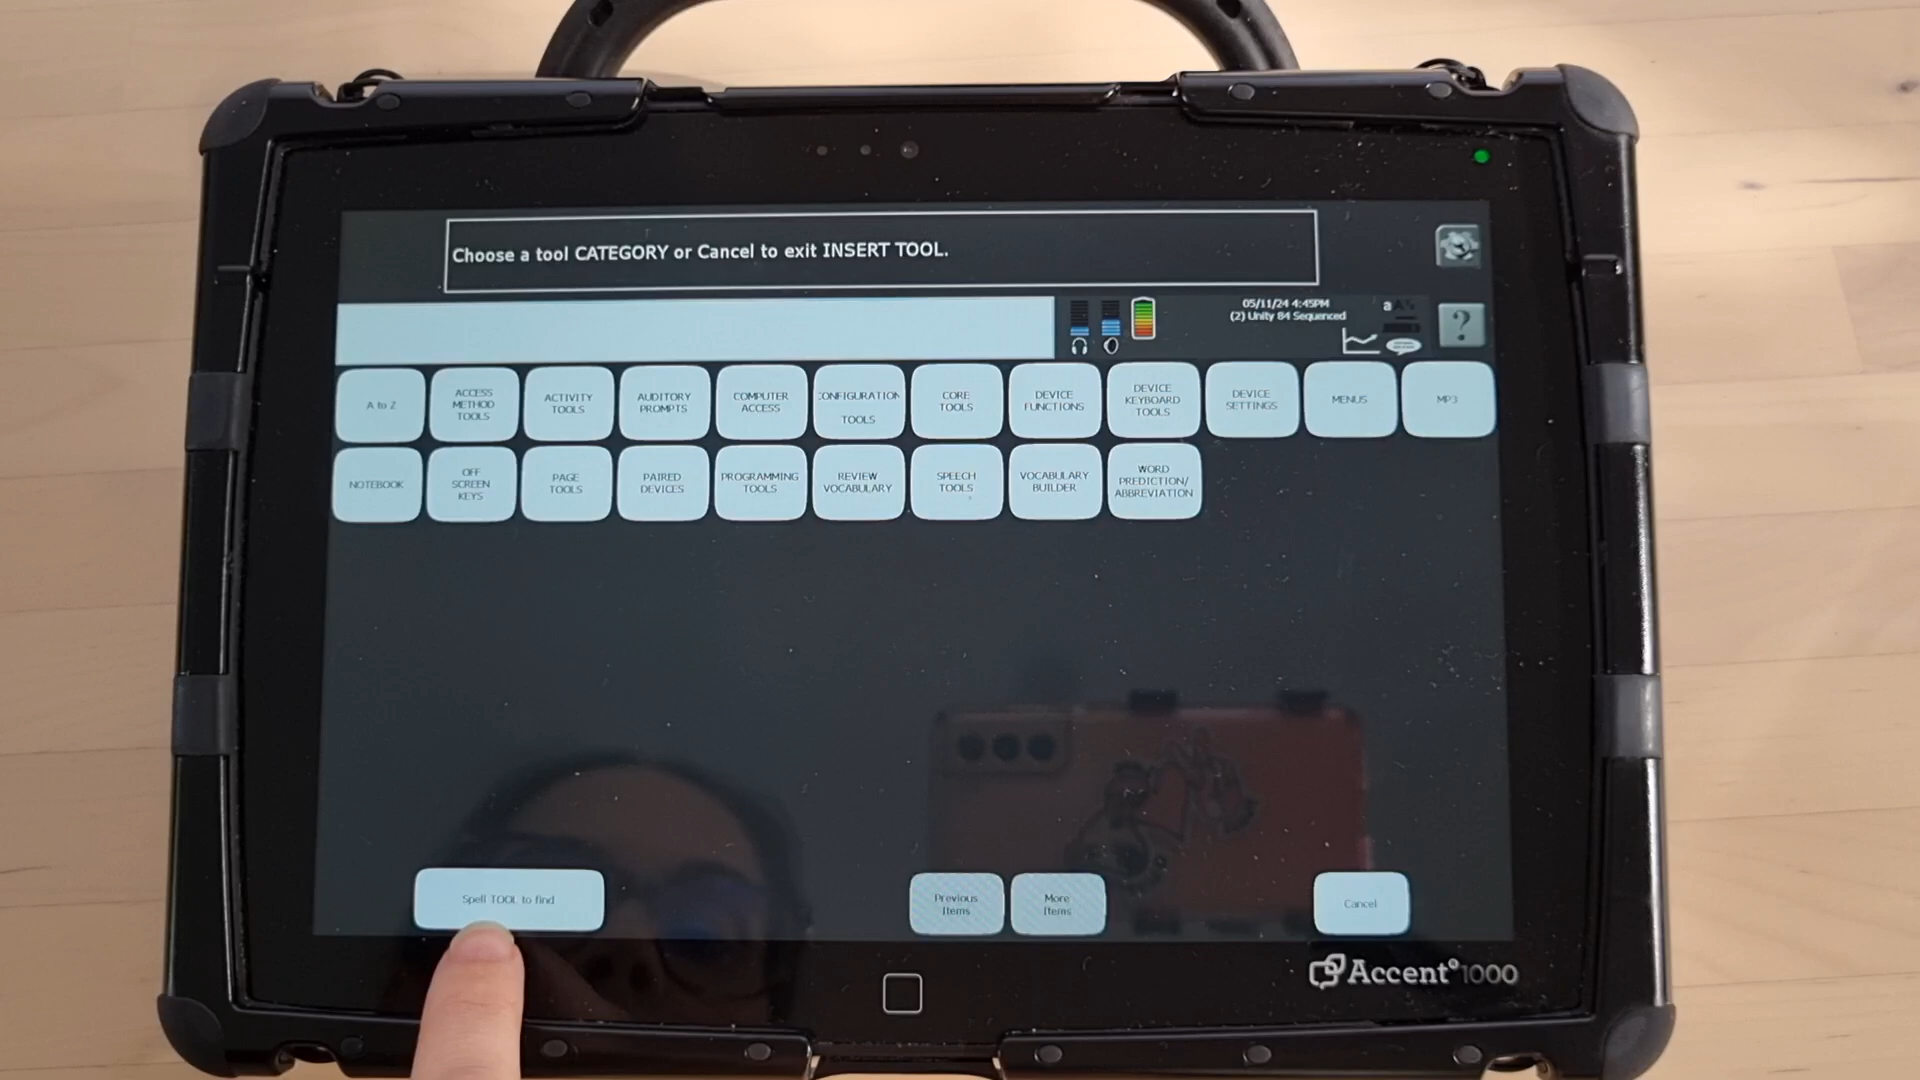 Choose a tool CATEGORY or Cancel to exit INSERT TOOL.
05/11/24 4:45PM
(2) Unity 84 Sequenced
?
A to Z
ACCESS
METHOD
TOOLS
ACTIVITY
TOOLS
AUDITORY
PROMPTS
COMPUTER
ACCESS
CONFIGURATION
TOOLS
CORE
TOOLS
DEVICE
FUNCTIONS
DEVICE
KEYBOARD
TOOLS
DEVICE
SETTINGS
MENUS
MP3
NOTEBOOK
OFF
SCREEN
KEYS
PAGE
TOOLS
PAIRED
DEVICES
PROGRAMMING
TOOLS
REVIEW
VOCABULARY
SPEECH
TOOLS
VOCABULARY
BUILDER
WORD
PREDICTION/
ABBREVIATION
Spell TOOL to find
Previous
Items
More
Items
Cancel
Accent® 1000